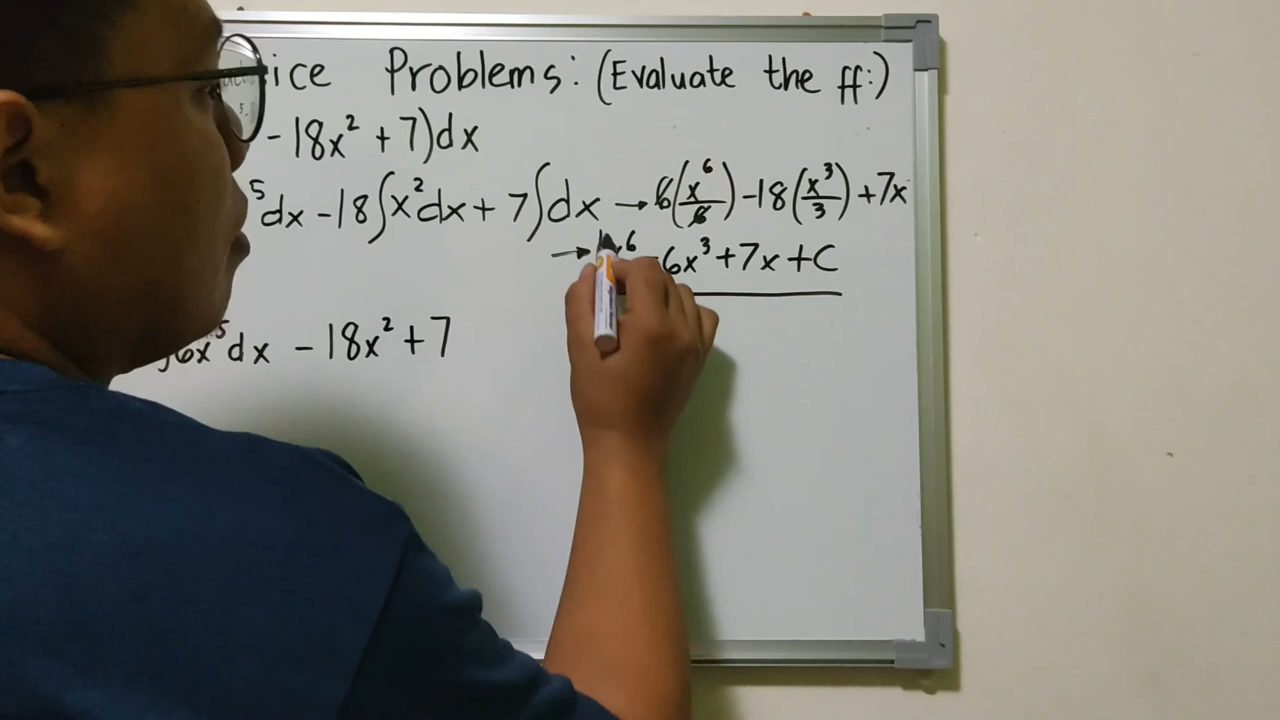 ice Problems: (Evaluate the ff:)
- 18x² + 7)dx
⁵dx - 18∫x²dx + 7∫dx → 6(x⁶/6) - 18(x³/3) + 7x
→ x⁶ - 6x³ + 7x + C
6x⁵dx - 18x² + 7